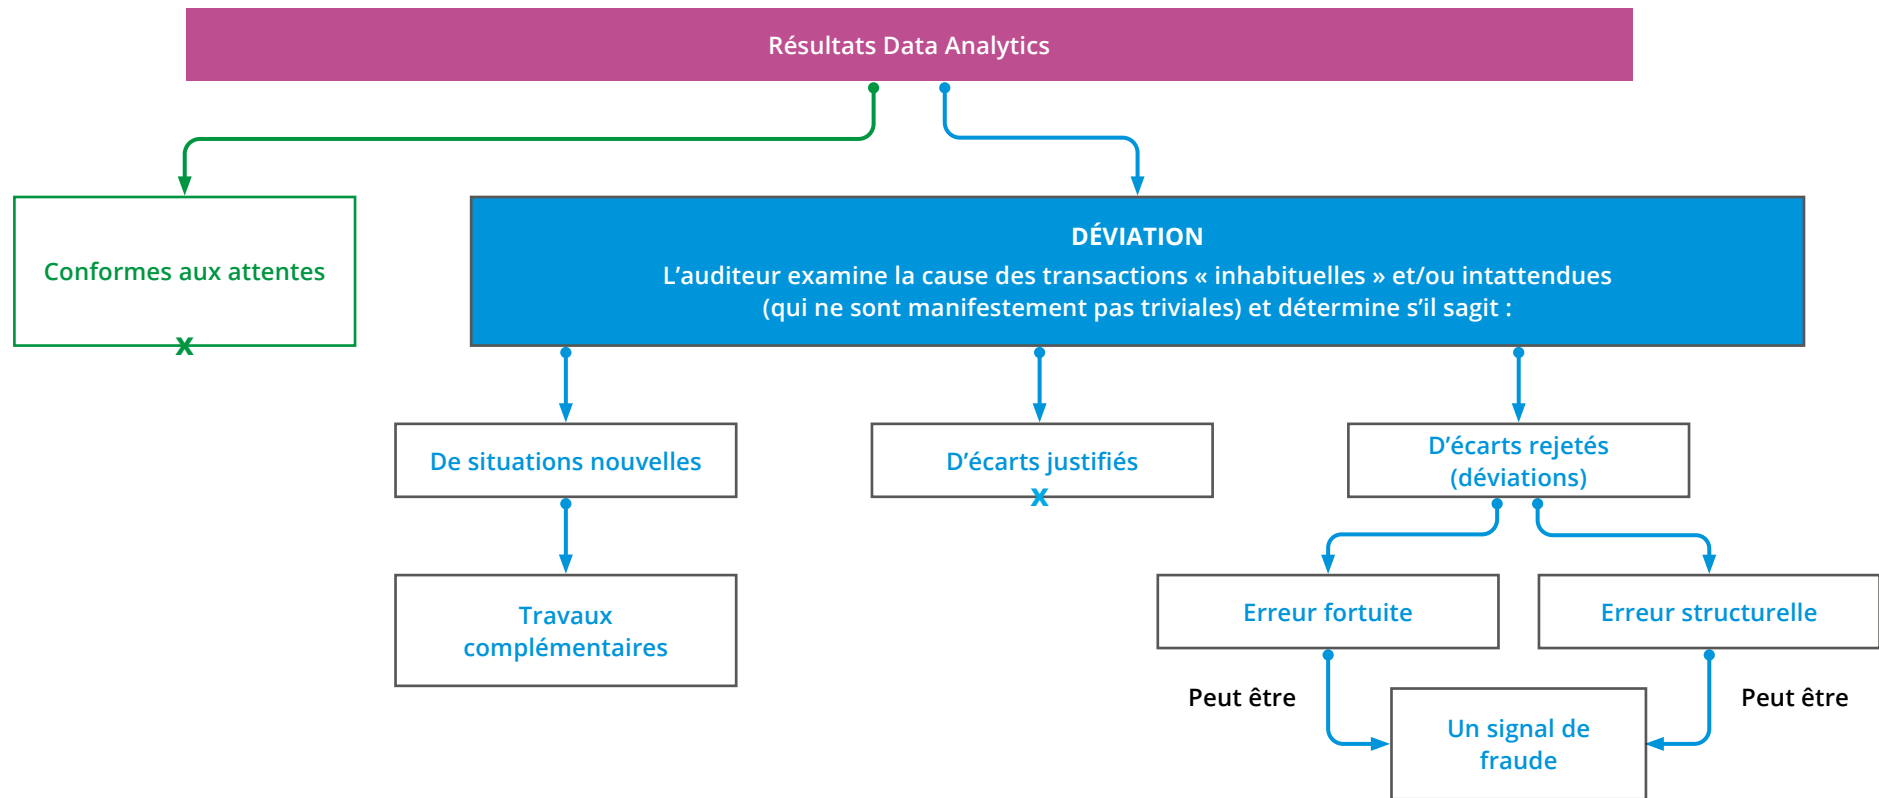 Résultats Data Analytics
Conformes aux attentes
x
DÉVIATION
L’auditeur examine la cause des transactions « inhabituelles » et/ou intattendues
(qui ne sont manifestement pas triviales) et détermine s’il sagit :
De situations nouvelles
D’écarts justifiés
x
D’écarts rejetés
(déviations)
Travaux
complémentaires
Erreur fortuite
Erreur structurelle
Peut être
Peut être
Un signal de
fraude